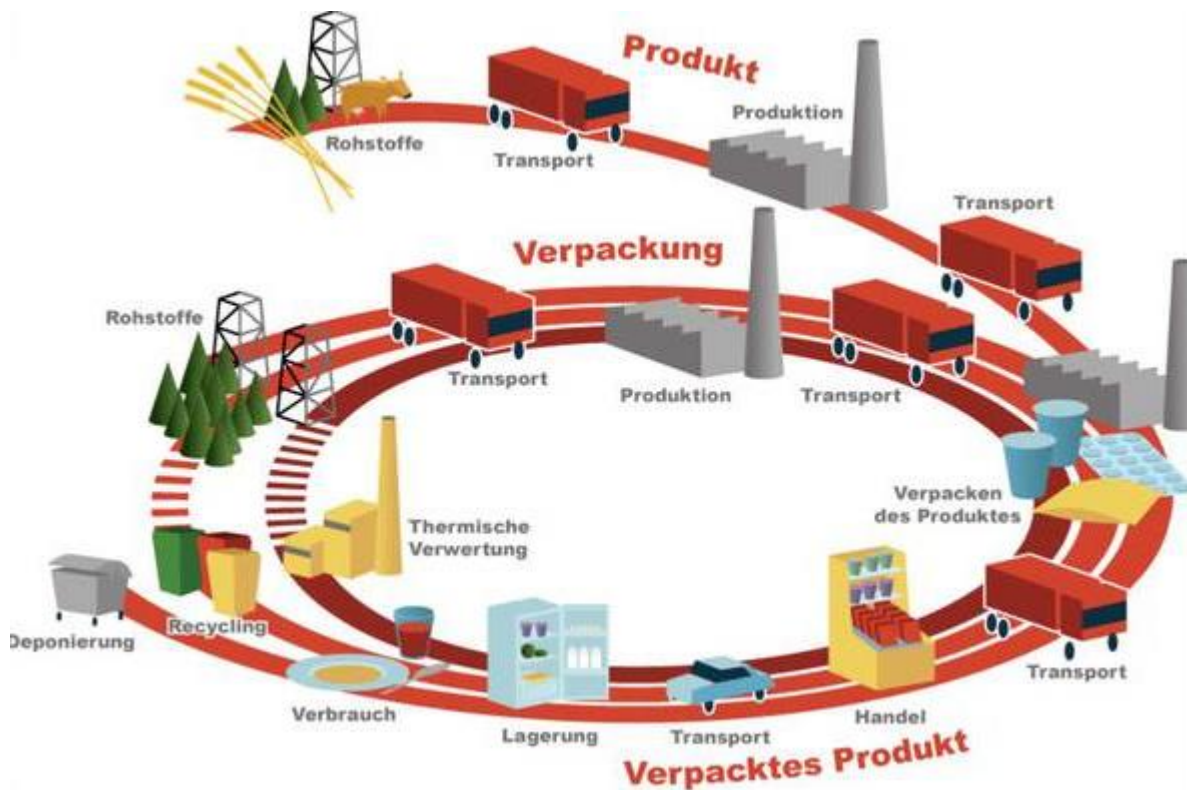 Produkt
Produktion
Rohstoffe
Transport
Transport
Verpackung
Rohstoffe
Transport
Produktion
Transport
Verpacken
des Produktes
Thermische
Verwertung
Deponierung
Recycling
Transport
Verbrauch
Lagerung
Transport
Handel
Verpacktes Produkt